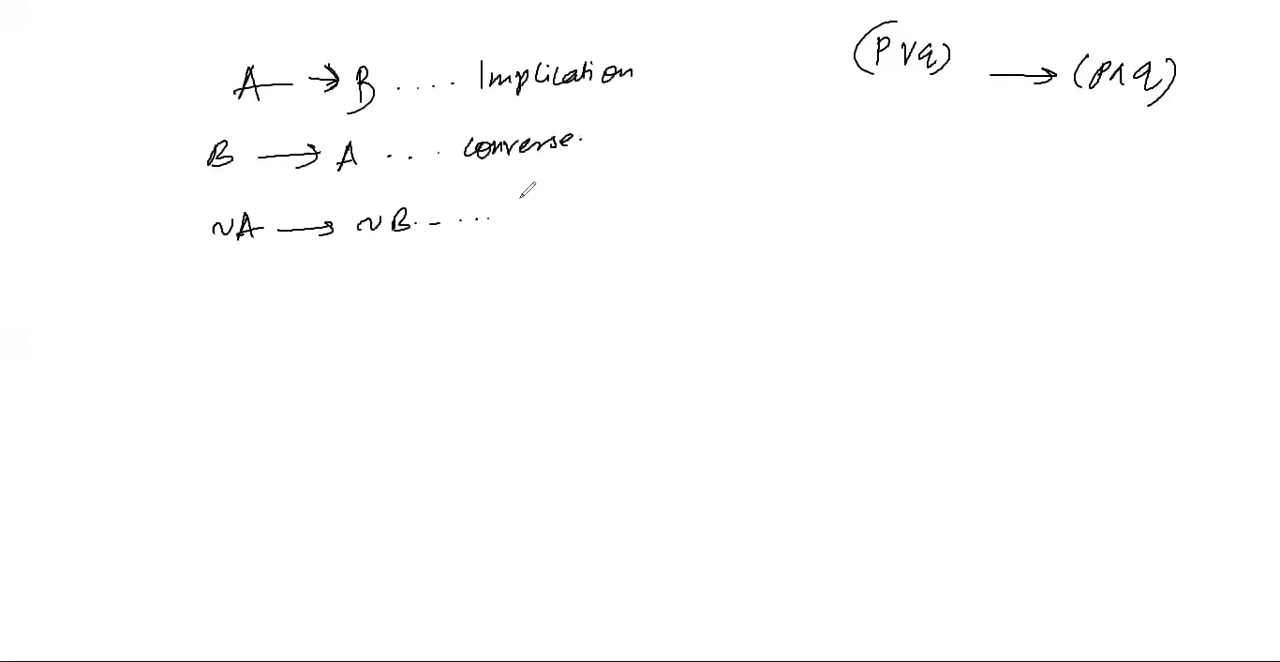 A → B .... Implication
(P ∨ q) → (P ∧ q)
B → A ... converse.
~A → ~B. - ...